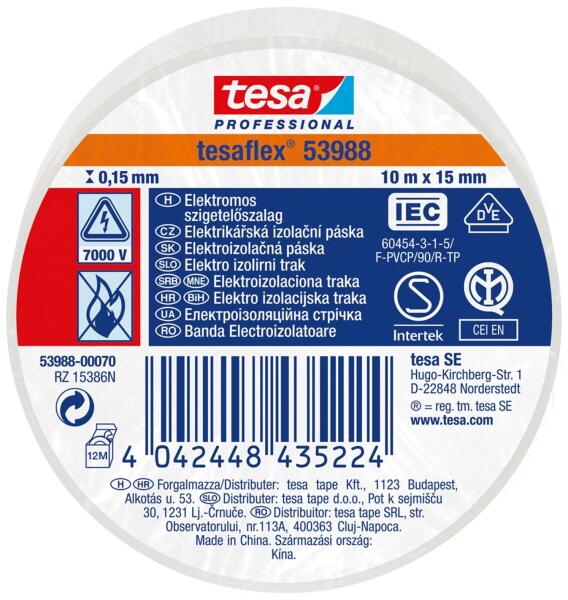 tesa®
PROFESSIONAL
tesaflex® 53988
0,15 mm
10 m x 15 mm
7000 V
H Elektromos
szigetelőszalag
CZ Elektrikářská izolační páska
SK Elektroizolačná páska
SLO Elektro izolirni trak
SRB MNE Elektroizolaciona traka
HR BiH Elektro izolacijska traka
UA Електроізоляційна стрічка
RO Banda Electroizolatoare
IEC
60454-3-1-5/
F-PVCP/90/R-TP
DVE
S
Intertek
CEI EN
53988-00070
RZ 15386N
12M
4 042448 435224
tesa SE
Hugo-Kirchberg-Str. 1
D-22848 Norderstedt
® = reg. tm. tesa SE
www.tesa.com
H HR Forgalmazza/Distributer: tesa tape Kft., 1123 Budapest,
Alkotás u. 53. SLO Distributer: tesa tape d.o.o., Pot k sejmišču
30, 1231 Lj.-Črnuče. RO Distribuitor: tesa tape SRL, str.
Observatorului, nr.113A, 400363 Cluj-Napoca.
Made in China. Származási ország:
Kína.